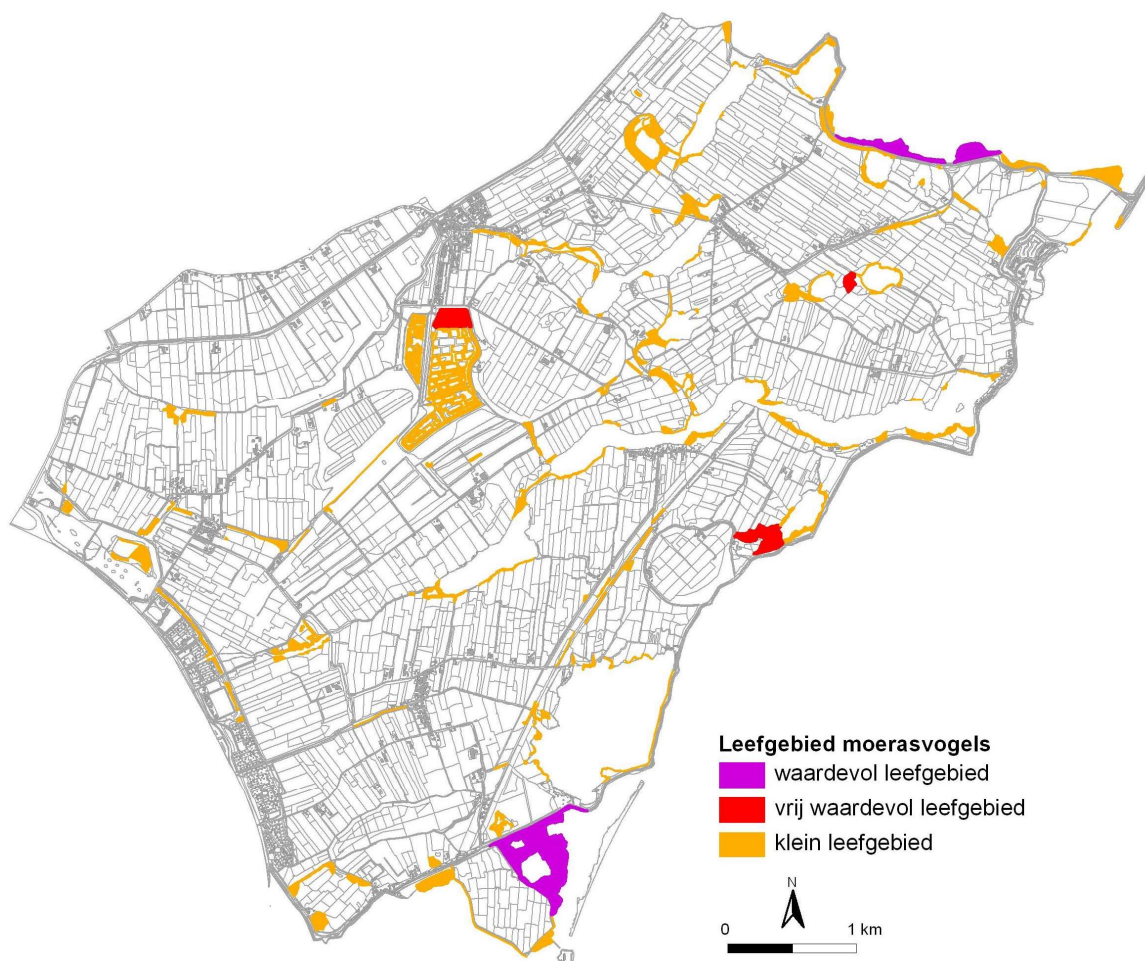 Leefgebied moerasvogels
waardevol leefgebied
vrij waardevol leefgebied
klein leefgebied
N
0 1 km